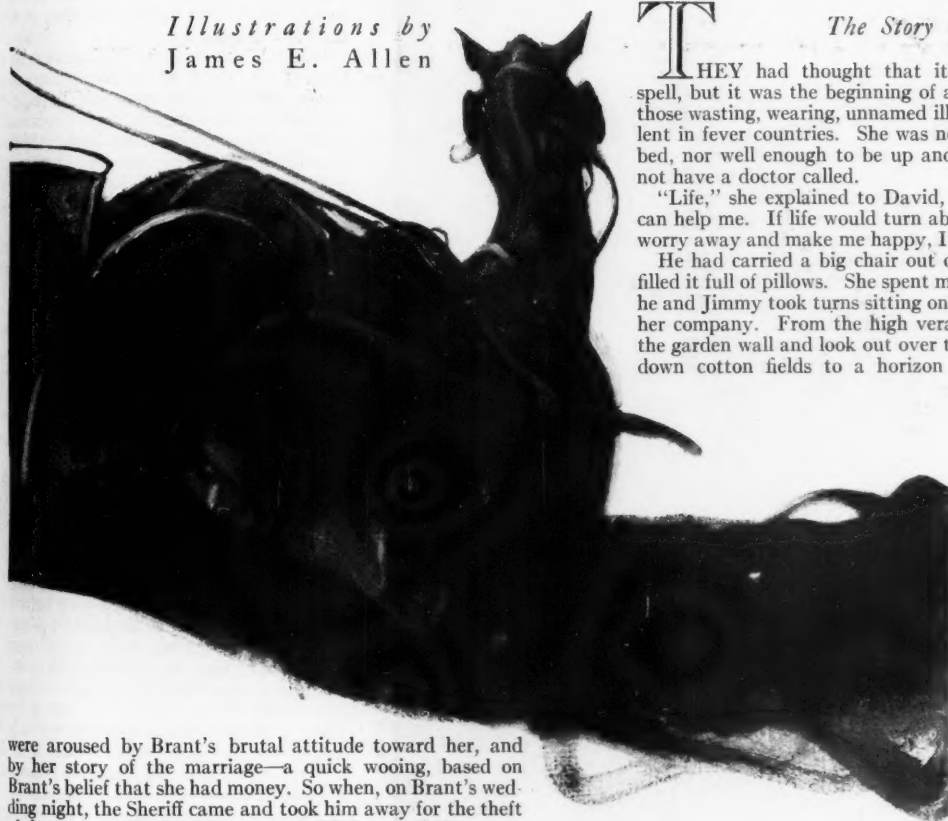 Illustrations by
James E. Allen
The Story
THEY had thought that it
spell, but it was the beginning of a
those wasting, wearing, unnamed ill
lent in fever countries. She was no
bed, nor well enough to be up and
not have a doctor called.
"Life," she explained to David,
can help me. If life would turn ab
worry away and make me happy, I
He had carried a big chair out o
filled it full of pillows. She spent m
he and Jimmy took turns sitting on
her company. From the high vera
the garden wall and look out over t
down cotton fields to a horizon
were aroused by Brant's brutal attitude toward her, and
by her story of the marriage—a quick wooing, based on
Brant's belief that she had money. So when, on Brant's wed-
ding night, the Sheriff came and took him away for the theft